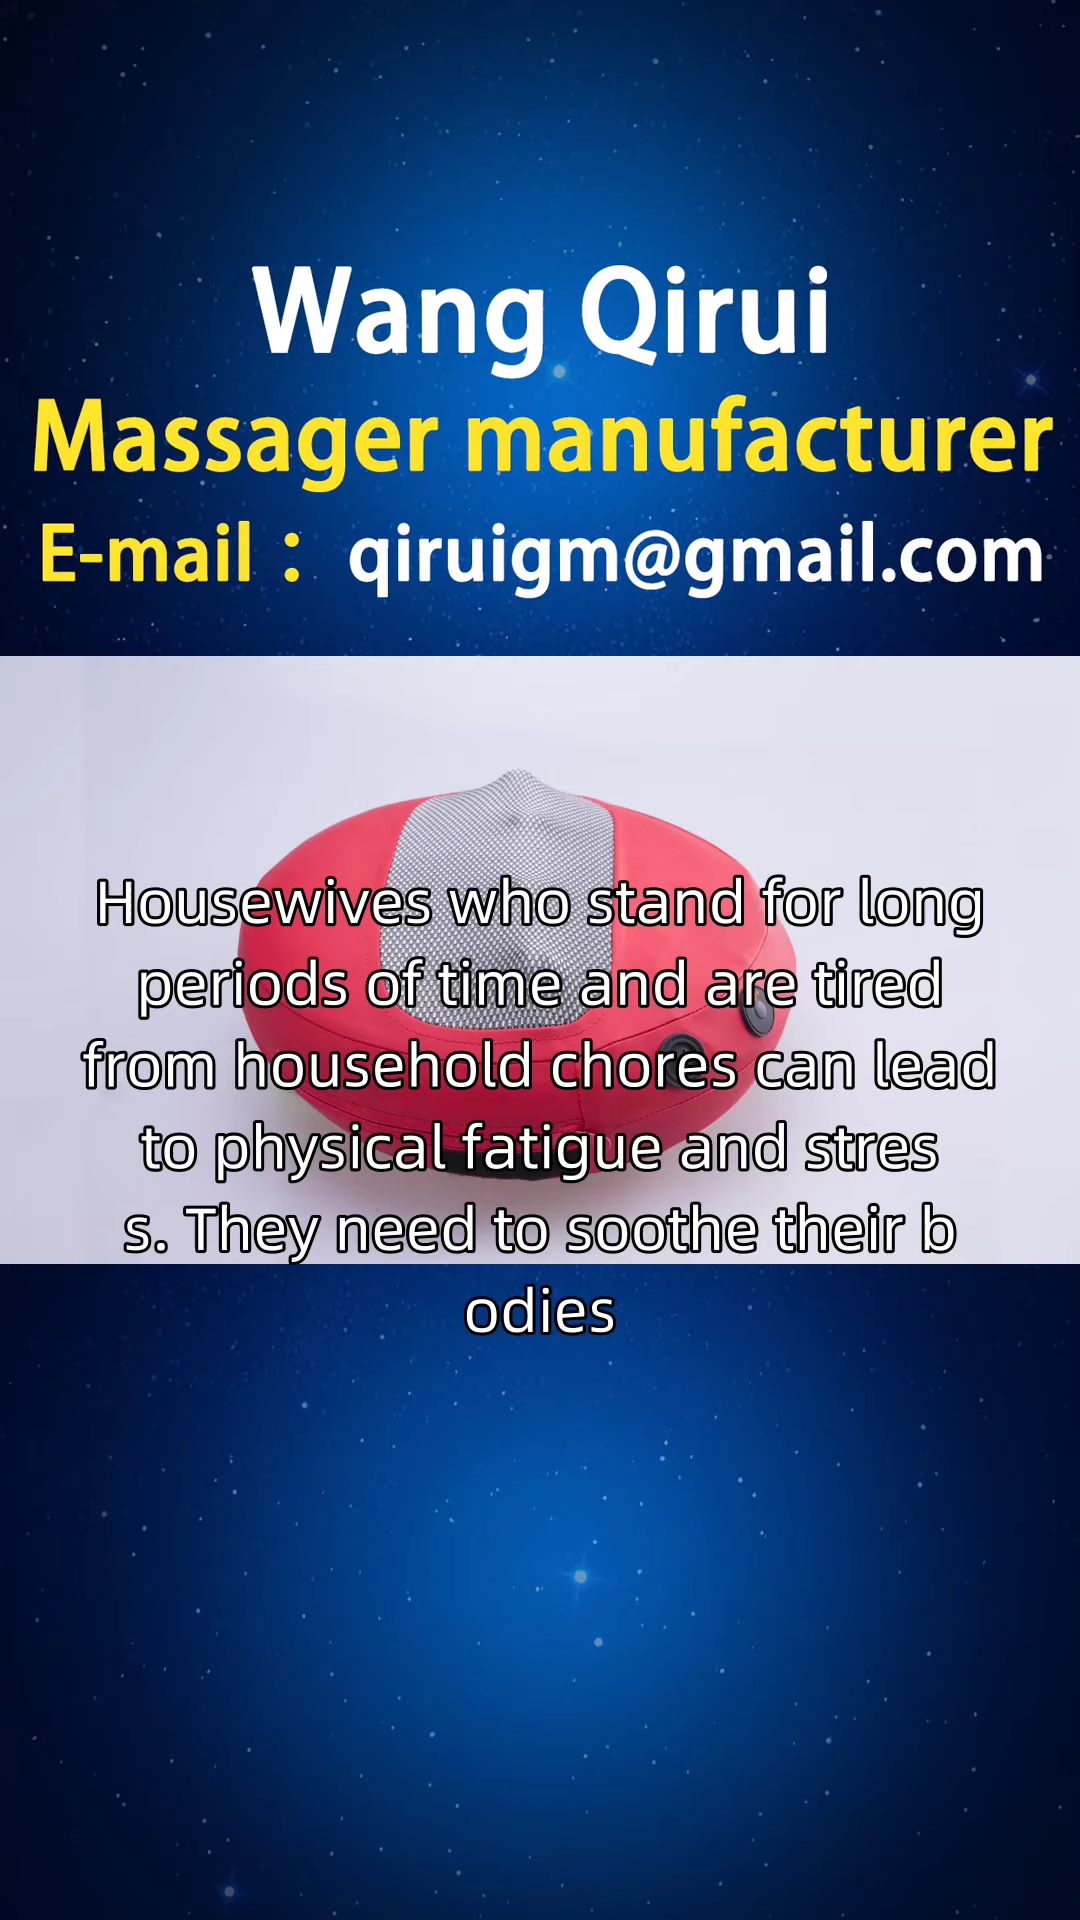 Wang Qirui
Massager manufacturer
E-mail： qiruigm@gmail.com
Housewives who stand for long
periods of time and are tired
from household chores can lead
to physical fatigue and stres
s. They need to soothe their b
odies